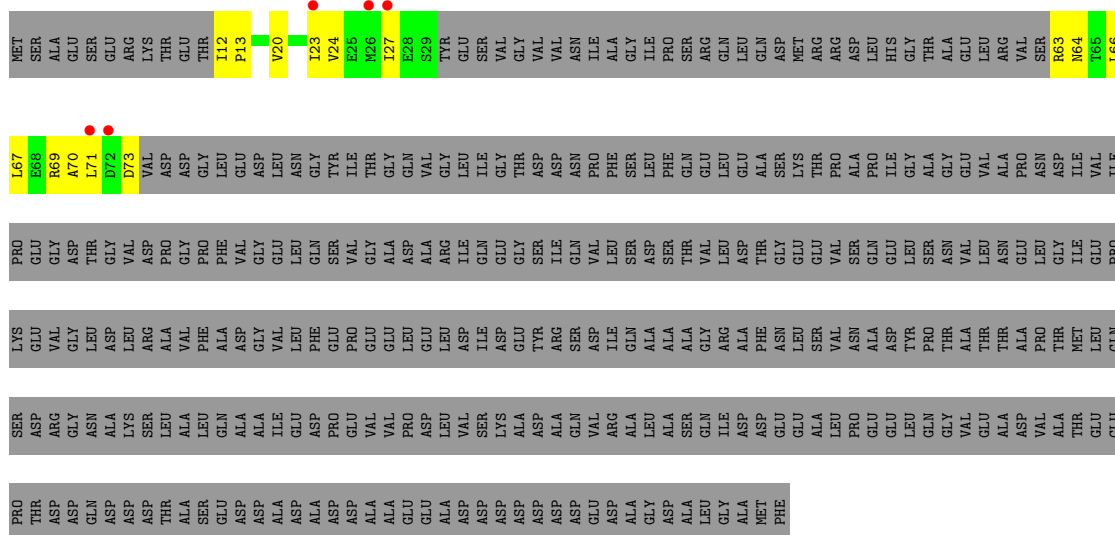 MET SER ALA GLU SER GLU ARG LYS THR GLU THR I12 P13 V20 I23 V24 E25 M26 I27 E28 S29 TYR GLU SER VAL GLY VAL VAL ASN ILE ALA GLY ILE PRO SER ARG GLN LEU GLN ASP MET ARG ARG ASP LEU HIS GLY THR ALA GLU LEU ARG VAL SER R63 N64 T65 L66
L67 E68 R69 A70 L71 D72 D73 VAL ASP ASP GLY LEU GLU ASP LEU ASN GLY TYR ILE THR GLY GLN VAL GLY LEU ILE GLY THR ASP ASP ASN PRO PHE SER LEU PHE GLN GLU LEU GLU ALA SER LYS THR PRO ALA PRO ILE GLY ALA GLY GLU VAL ALA PRO ASN ASP ILE VAL ILE
PRO GLU GLY ASP THR GLY VAL ASP PRO GLY PRO PHE VAL GLY GLU LEU GLN SER VAL GLY ALA ASP ALA ARG ILE GLN GLU GLY SER ILE GLN VAL LEU SER ASP SER THR VAL LEU ASP THR GLY GLU GLU VAL SER GLN GLU LEU SER ASN VAL LEU ASN GLU LEU GLY ILE GLU PRO
LYS GLU VAL GLY LEU ASP LEU ARG ALA VAL PHE ALA ASP GLY VAL LEU PHE GLU PRO GLU GLU LEU GLU LEU ASP ILE ASP GLU TYR ARG SER ASP ILE GLN ALA ALA ALA GLY ARG ALA PHE ASN LEU SER VAL ASN ALA ASP TYR PRO THR ALA THR THR ALA PRO THR MET LEU GLN
SER ASP ARG GLY ASN ALA LYS SER LEU ALA LEU GLN ALA ALA ILE GLU ASP PRO GLU VAL VAL PRO ASP LEU VAL SER LYS ALA ASP ALA GLN VAL ARG ALA LEU ALA SER GLN ILE ASP ASP GLU GLU ALA LEU PRO GLU GLU LEU GLN GLY VAL GLU ALA ASP VAL ALA THR GLU GLU
PRO THR ASP ASP GLN ASP ASP ASP THR ALA SER GLU ASP ASP ALA ASP ALA ASP ASP ALA ALA GLU GLU ALA ASP ASP ASP ASP ASP ASP GLU ASP ALA GLY ASP ALA LEU GLY ALA MET PHE